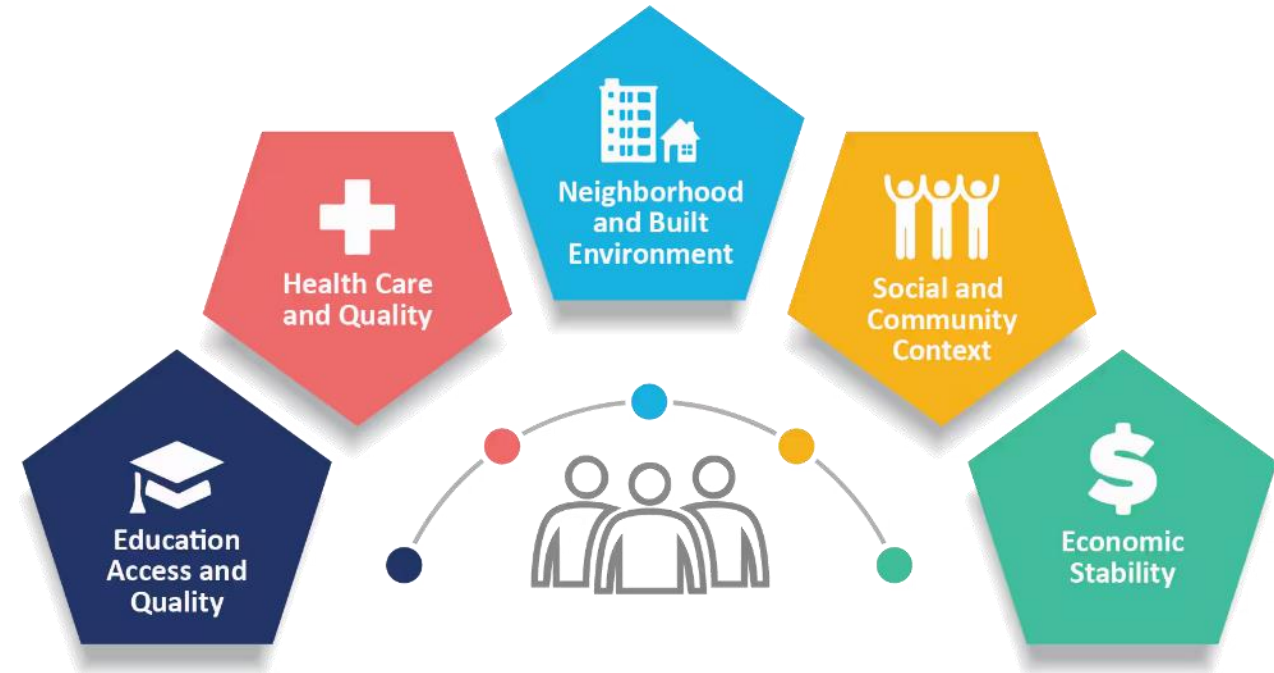 Education
Access and
Quality
Health Care
and Quality
Neighborhood
and Built
Environment
Social and
Community
Context
$
Economic
Stability